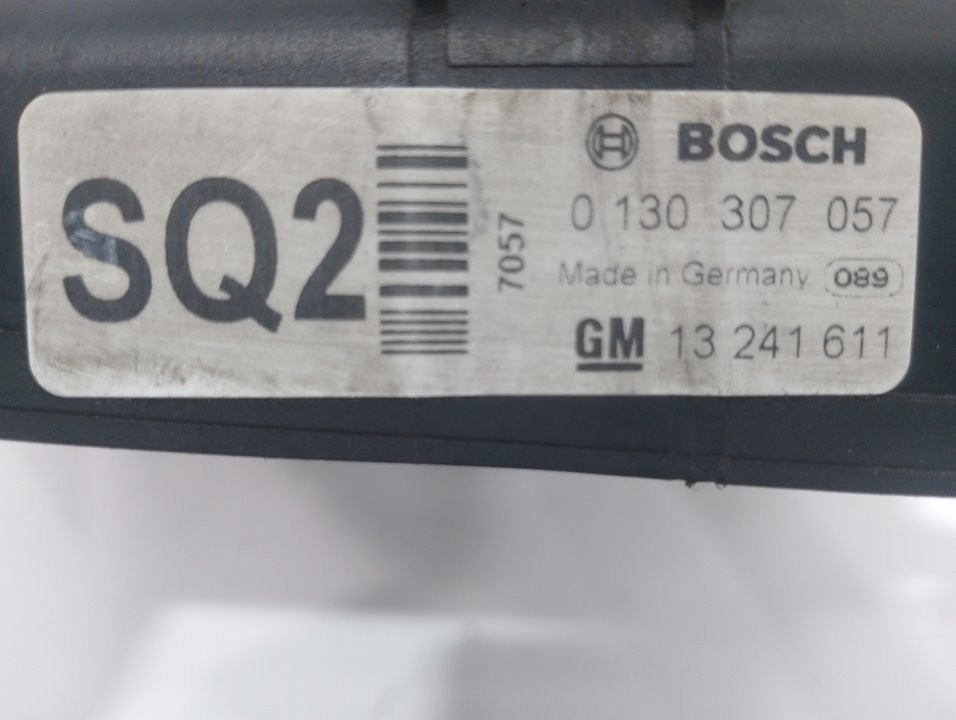 SQ2
7057
BOSCH
0 130 307 057
Made in Germany 089
GM 13 241 611